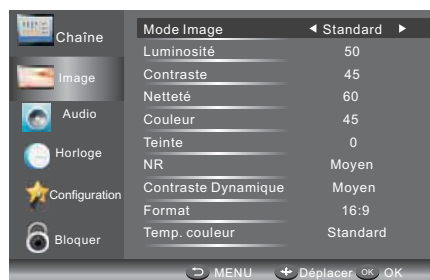 Chaîne
Image
Audio
Horloge
Configuration
Bloquer
Mode Image Standard
Luminosité 50
Contraste 45
Netteté 60
Couleur 45
Teinte 0
NR Moyen
Contraste Dynamique Moyen
Format 16:9
Temp. couleur Standard
MENU Déplacer OK OK